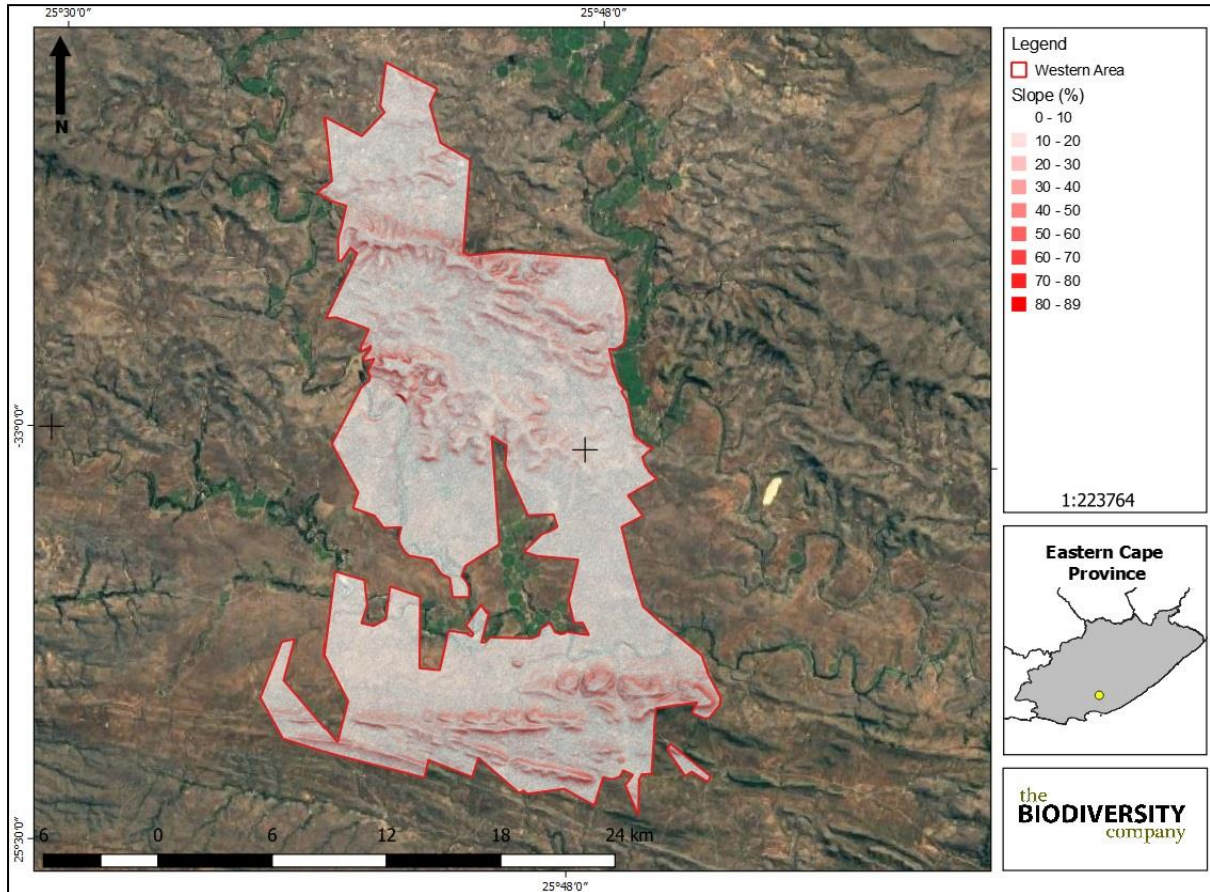 25°30'0"
25°48'0"
N
-33°0'0"
25°30'0"
6 0 6 12 18 24 km
25°48'0"
Legend
Western Area
Slope (%)
0 - 10
10 - 20
20 - 30
30 - 40
40 - 50
50 - 60
60 - 70
70 - 80
80 - 89
1:223764
Eastern Cape
Province
the
BIODIVERSITY
company